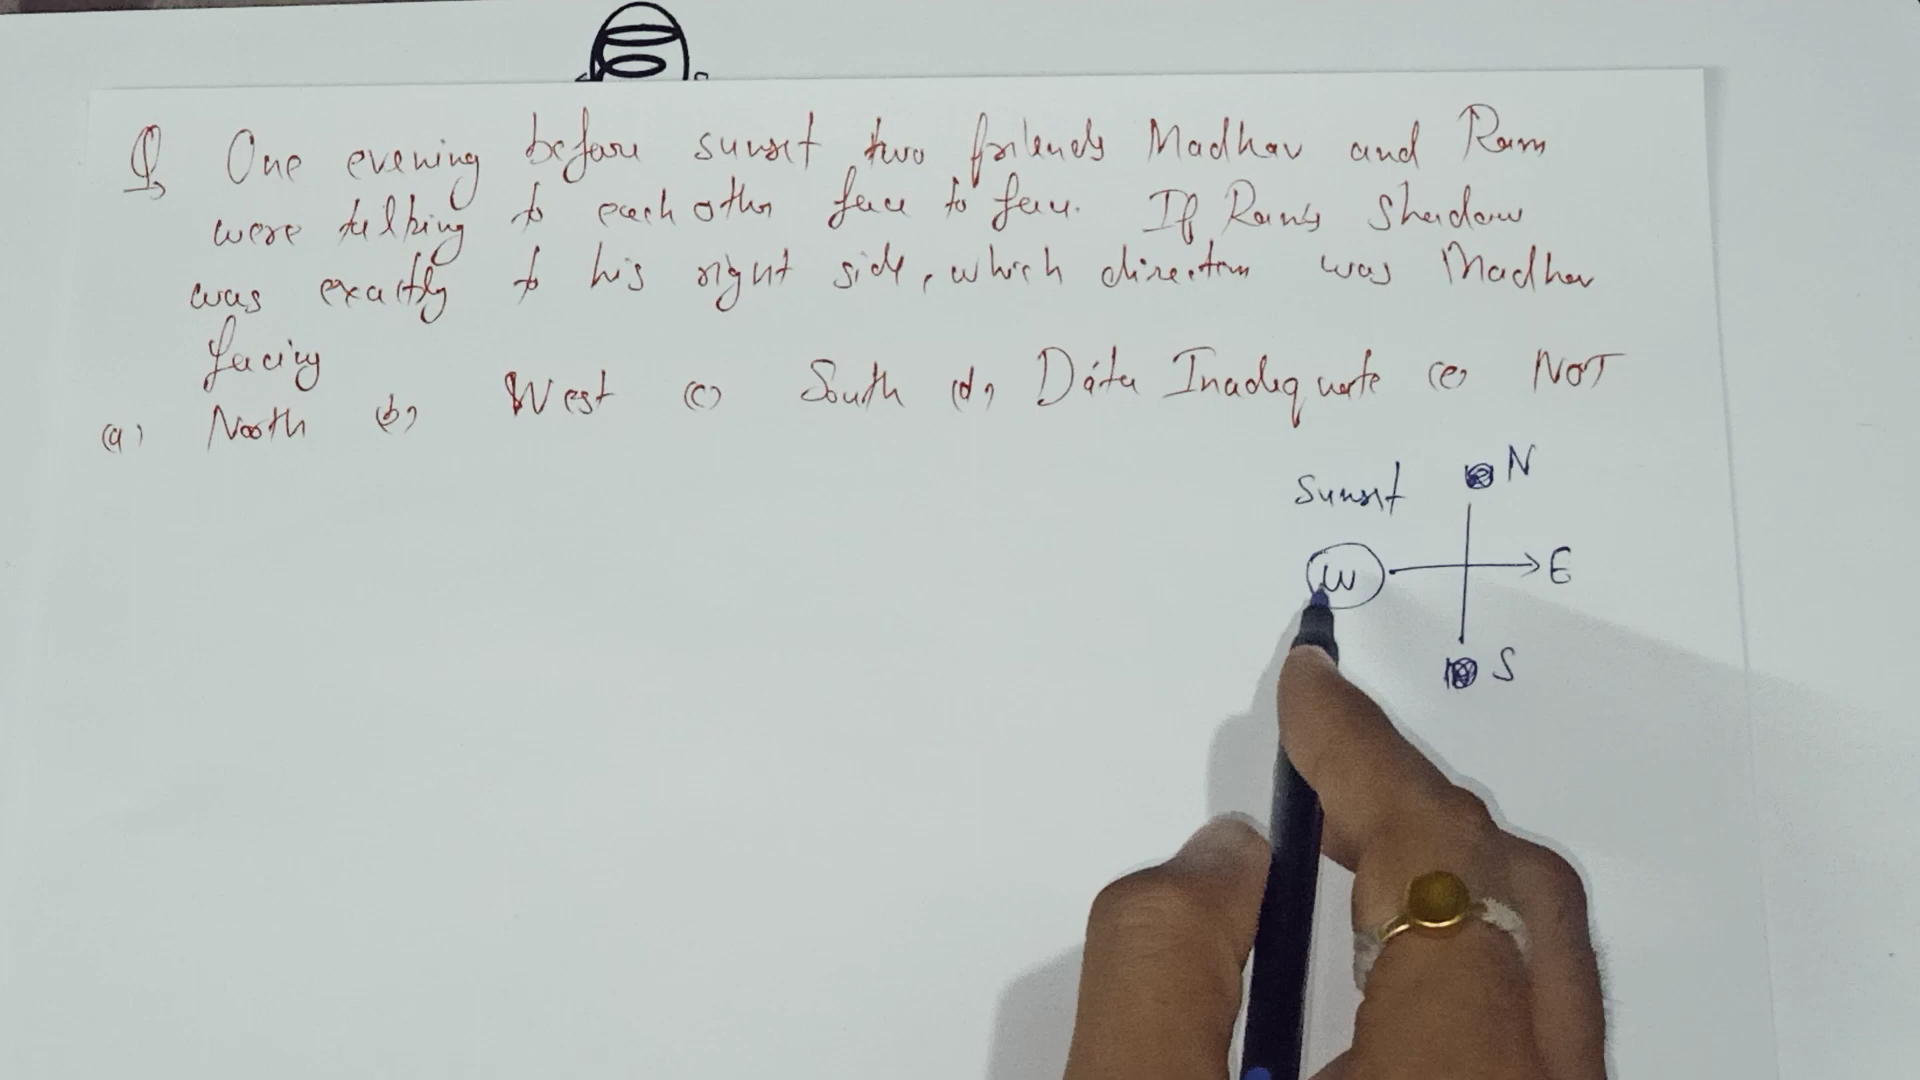 Q One evening before sunset two friends Madhav and Ram
were talking to each other face to face. If Ram's Shadow
was exactly to his right side, which direction was Madhav
facing
(a) North (b) West (c) South (d) Data Inadequate (e) NOT
Sunset N
W E
S